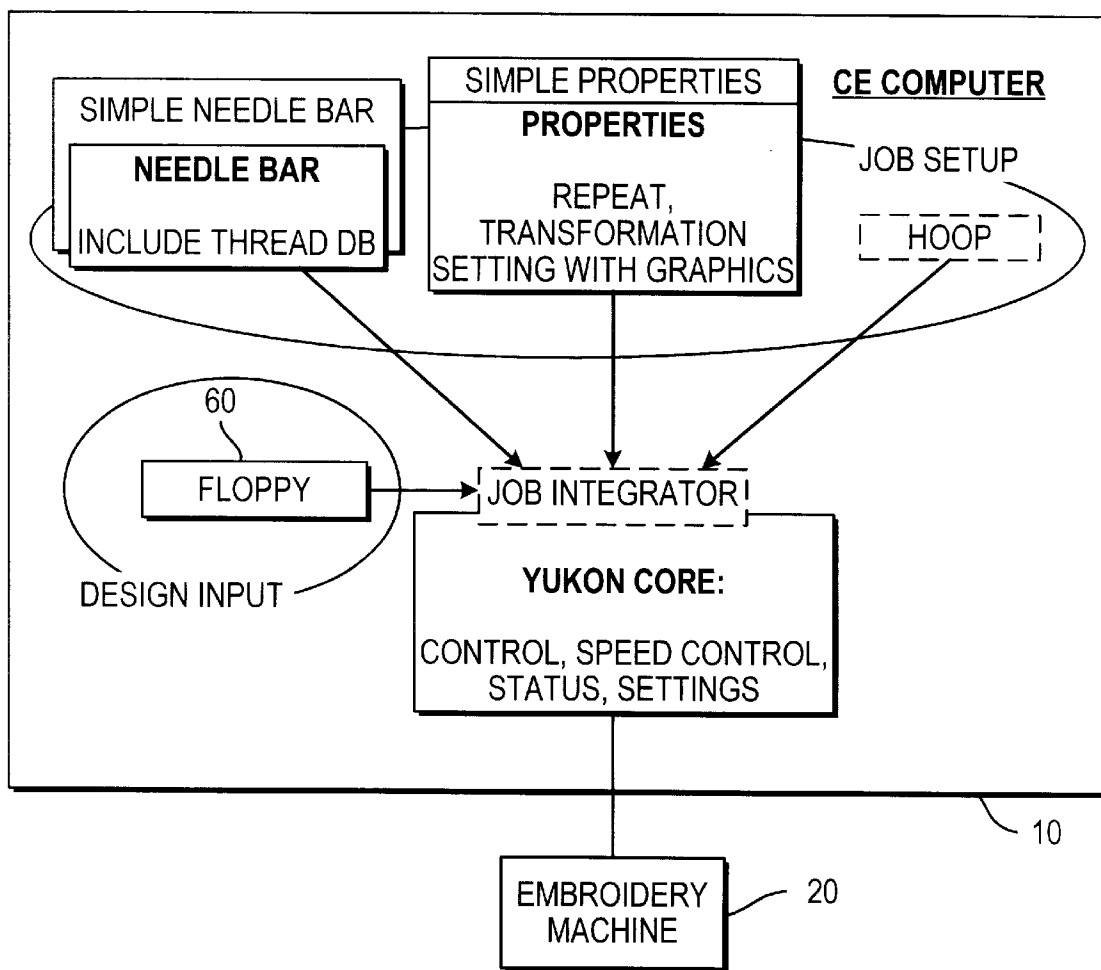 SIMPLE PROPERTIES
CE COMPUTER
SIMPLE NEEDLE BAR
PROPERTIES
NEEDLE BAR
JOB SETUP
REPEAT,
TRANSFORMATION
SETTING WITH GRAPHICS
INCLUDE THREAD DB
HOOP
60
FLOPPY
JOB INTEGRATOR
DESIGN INPUT
YUKON CORE:
CONTROL, SPEED CONTROL,
STATUS, SETTINGS
10
EMBROIDERY
MACHINE
20